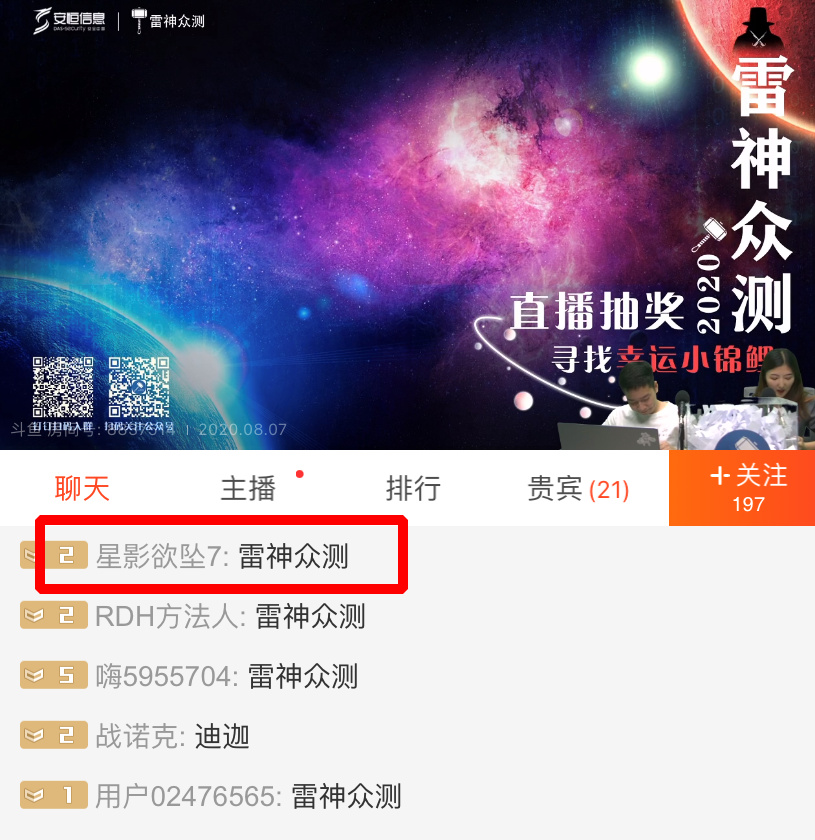 安恒信息 | 雷神众测
雷神众测
2020
直播抽奖
寻找幸运小锦鲤
钉钉扫码入群 扫码关注公众号
斗鱼·房间号: | 2020.08.07
聊天 主播 排行 贵宾(21) +关注
197
2 星影欲坠7: 雷神众测
2 RDH方法人: 雷神众测
5 嗨5955704: 雷神众测
2 战诺克: 迪迦
1 用户02476565: 雷神众测